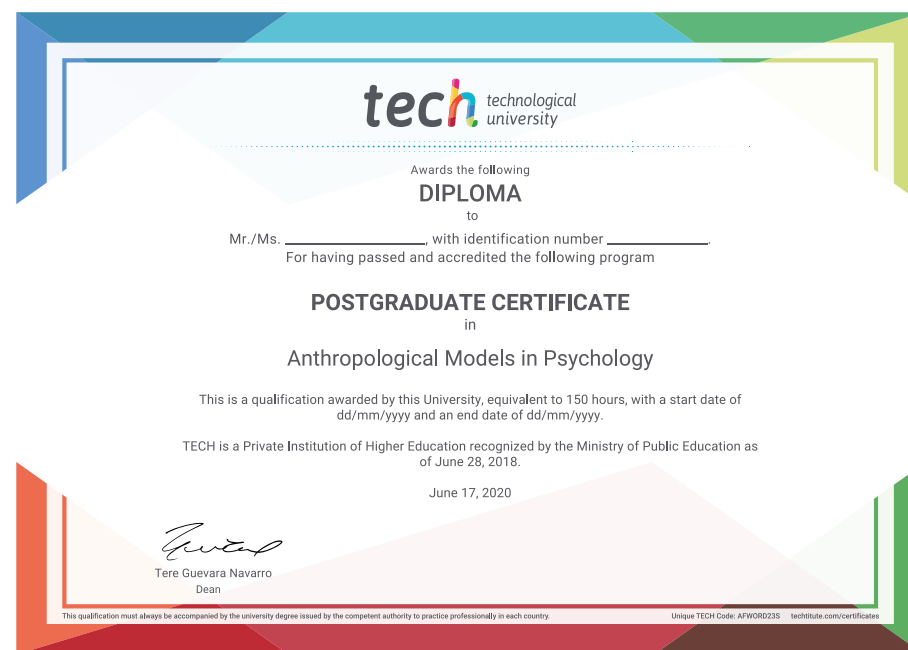 tech technological
university
Awards the following
DIPLOMA
to
Mr./Ms. ____________________, with identification number ______________.
For having passed and accredited the following program
POSTGRADUATE CERTIFICATE
in
Anthropological Models in Psychology
This is a qualification awarded by this University, equivalent to 150 hours, with a start date of
dd/mm/yyyy and an end date of dd/mm/yyyy.
TECH is a Private Institution of Higher Education recognized by the Ministry of Public Education as
of June 28, 2018.
June 17, 2020
Tere Guevara Navarro
Dean
This qualification must always be accompanied by the university degree issued by the competent authority to practice professionally in each country. Unique TECH Code: AFWORD23S techtitute.com/certificates